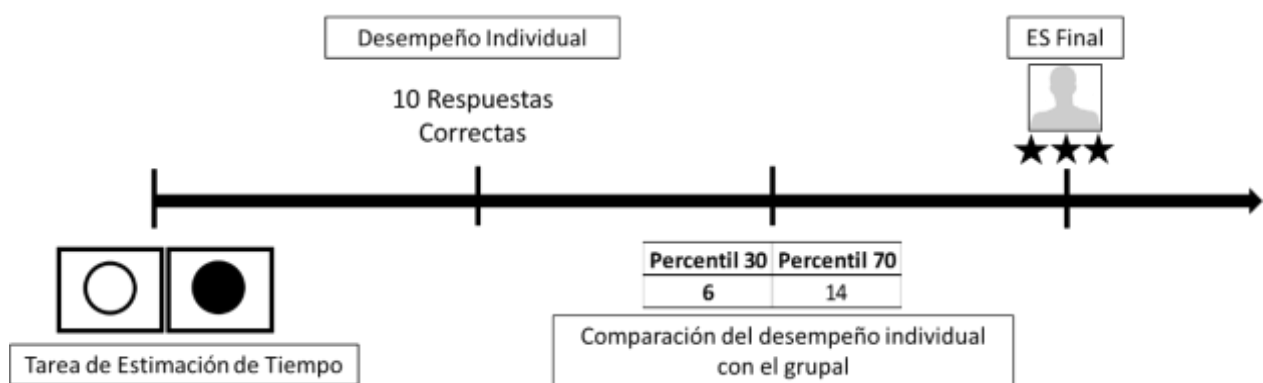 Desempeño Individual
ES Final
10 Respuestas
Correctas
Percentil 30 Percentil 70
6 14
Tarea de Estimación de Tiempo
Comparación del desempeño individual
con el grupal